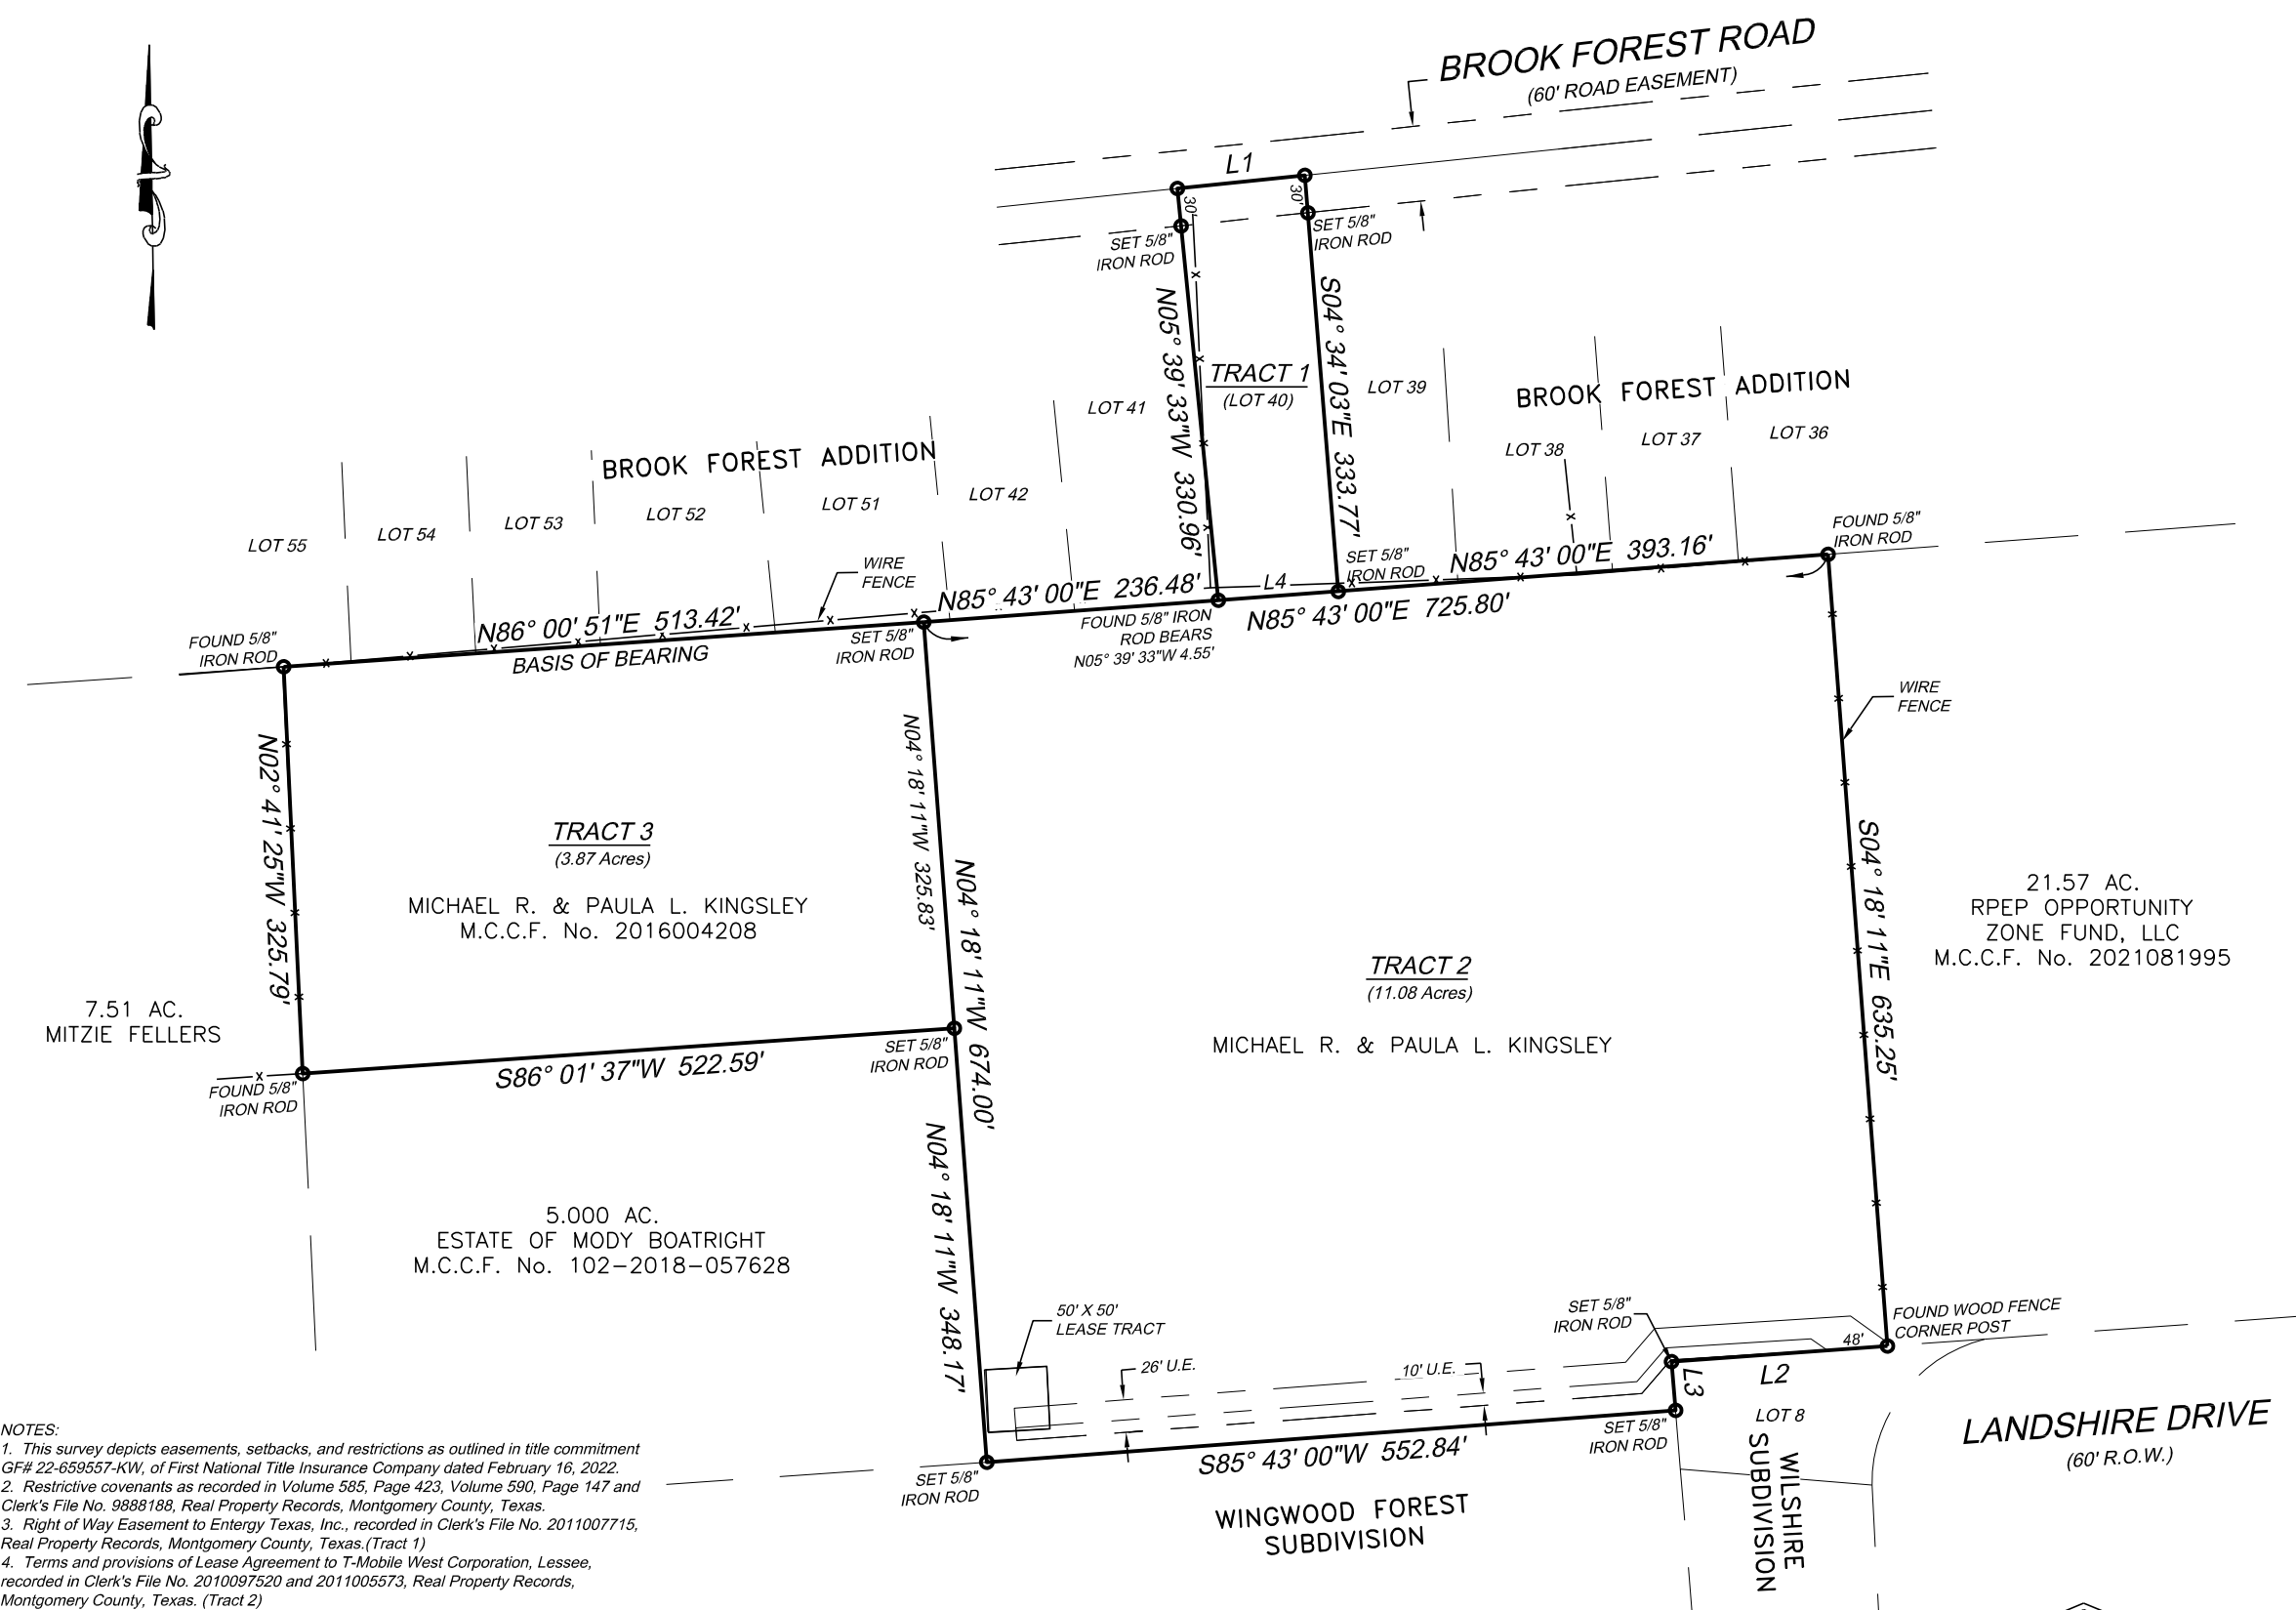 BROOK FOREST ROAD
(60' ROAD EASEMENT)
L1
30'
30'
SET 5/8"
IRON ROD
SET 5/8"
IRON ROD
N05° 39' 33"W 330.96'
S04° 34' 03"E 333.77'
TRACT 1
(LOT 40)
LOT 41
LOT 39
BROOK FOREST ADDITION
LOT 38
LOT 37
LOT 36
BROOK FOREST ADDITION
LOT 55
LOT 54
LOT 53
LOT 52
LOT 51
LOT 42
FOUND 5/8"
IRON ROD
WIRE
FENCE
N86° 00' 51"E 513.42'
BASIS OF BEARING
N85° 43' 00"E 236.48'
L4
SET 5/8"
IRON ROD
N85° 43' 00"E 393.16'
FOUND 5/8"
IRON ROD
SET 5/8"
IRON ROD
FOUND 5/8" IRON
ROD BEARS
N05° 39' 33"W 4.55'
N85° 43' 00"E 725.80'
WIRE
FENCE
N02° 41' 25"W 325.79'
N04° 18' 11"W 325.83'
TRACT 3
(3.87 Acres)
MICHAEL R. & PAULA L. KINGSLEY
M.C.C.F. No. 2016004208
N04° 18' 11"W 674.00'
TRACT 2
(11.08 Acres)
MICHAEL R. & PAULA L. KINGSLEY
S04° 18' 11"E 635.25'
21.57 AC.
RPEP OPPORTUNITY
ZONE FUND, LLC
M.C.C.F. No. 2021081995
7.51 AC.
MITZIE FELLERS
FOUND 5/8"
IRON ROD
S86° 01' 37"W 522.59'
SET 5/8"
IRON ROD
N04° 18' 11"W 348.17'
5.000 AC.
ESTATE OF MODY BOATRIGHT
M.C.C.F. No. 102-2018-057628
50' X 50'
LEASE TRACT
26' U.E.
10' U.E.
SET 5/8"
IRON ROD
48'
FOUND WOOD FENCE
CORNER POST
L2
L3
LOT 8
SET 5/8"
IRON ROD
S85° 43' 00"W 552.84'
SET 5/8"
IRON ROD
WINGWOOD FOREST
SUBDIVISION
WILSHIRE
SUBDIVISION
LANDSHIRE DRIVE
(60' R.O.W.)
NOTES:
1. This survey depicts easements, setbacks, and restrictions as outlined in title commitment
GF# 22-659557-KW, of First National Title Insurance Company dated February 16, 2022.
2. Restrictive covenants as recorded in Volume 585, Page 423, Volume 590, Page 147 and
Clerk's File No. 9888188, Real Property Records, Montgomery County, Texas.
3. Right of Way Easement to Entergy Texas, Inc., recorded in Clerk's File No. 2011007715,
Real Property Records, Montgomery County, Texas.(Tract 1)
4. Terms and provisions of Lease Agreement to T-Mobile West Corporation, Lessee,
recorded in Clerk's File No. 2010097520 and 2011005573, Real Property Records,
Montgomery County, Texas. (Tract 2)